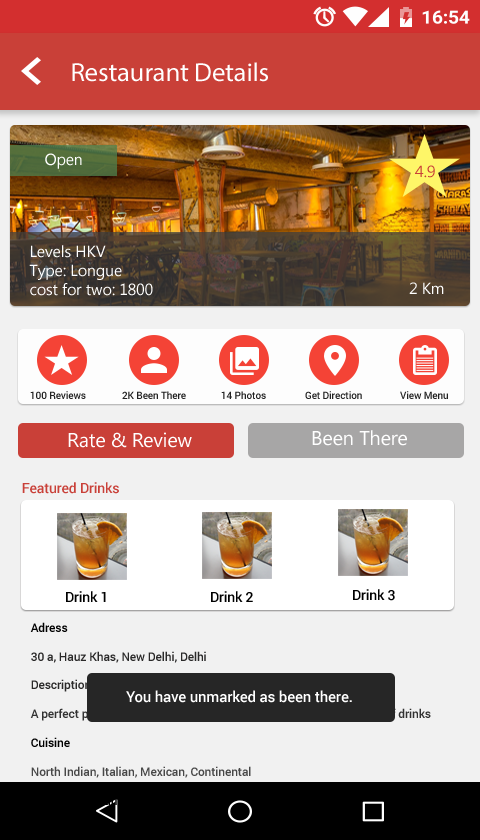 16:54
Restaurant Details
Open
4.9
Levels HKV
Type: Longue
cost for two: 1800
2 Km
100 Reviews
2K Been There
14 Photos
Get Direction
View Menu
Rate & Review
Been There
Featured Drinks
Drink 1
Drink 2
Drink 3
Adress
30 a, Hauz Khas, New Delhi, Delhi
Description
You have unmarked as been there.
A perfect drinks
Cuisine
North Indian, Italian, Mexican, Continental